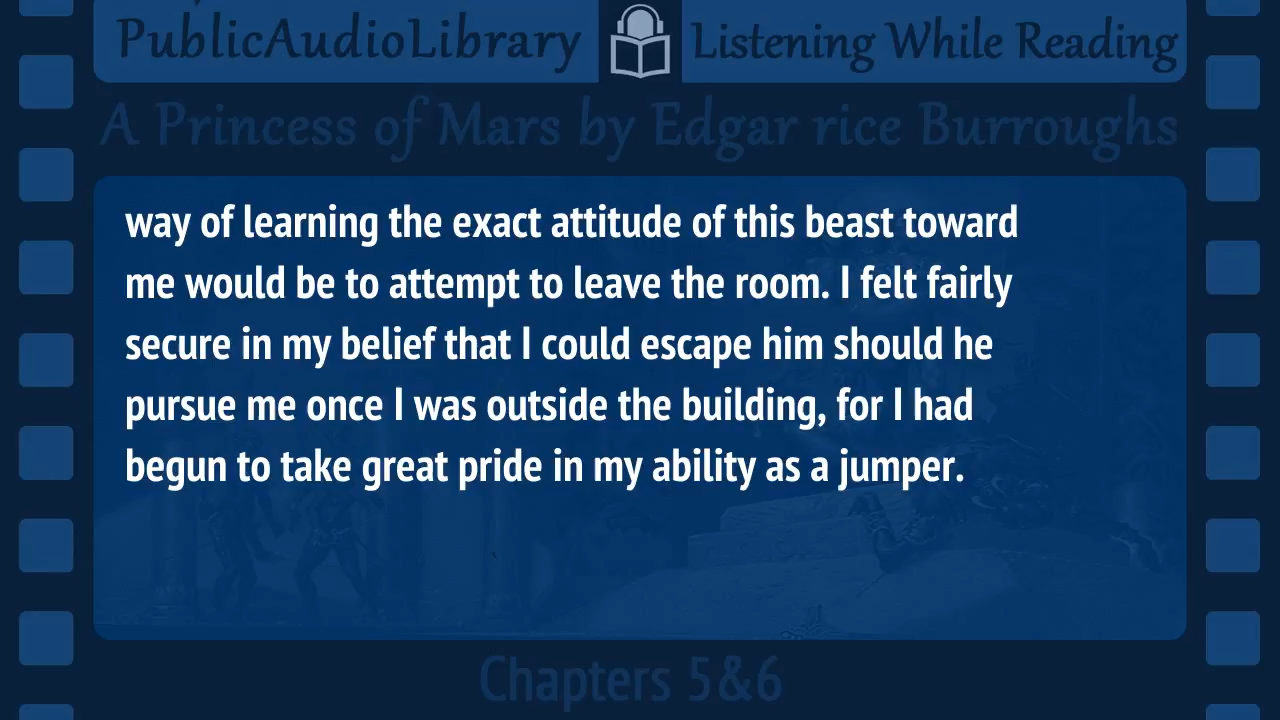 PublicAudioLibrary Listening While Reading
A Princess of Mars by Edgar rice Burroughs
way of learning the exact attitude of this beast toward
me would be to attempt to leave the room. I felt fairly
secure in my belief that I could escape him should he
pursue me once I was outside the building, for I had
begun to take great pride in my ability as a jumper.
Chapters 5&6